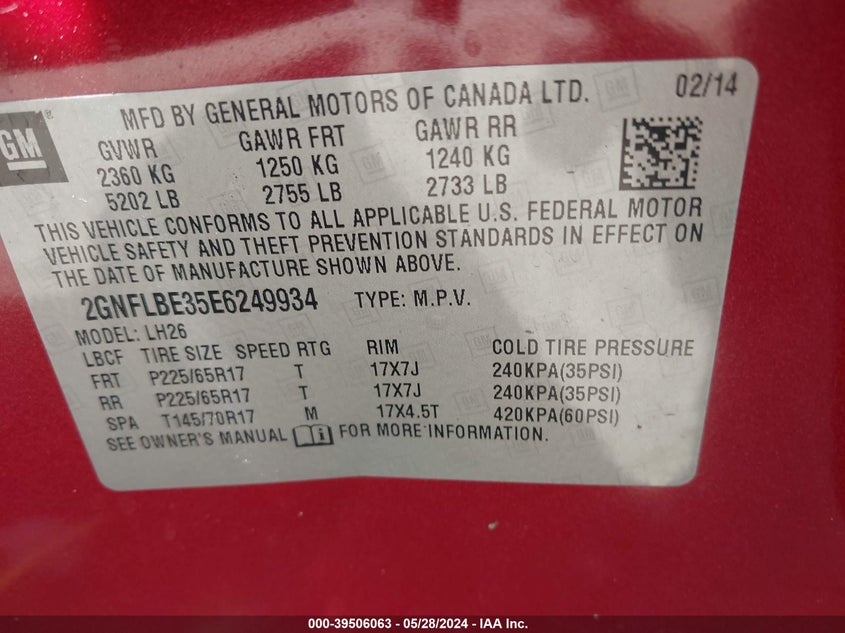 GM
MFD BY GENERAL MOTORS OF CANADA LTD. 02/14
GVWR GAWR FRT GAWR RR
2360 KG 1250 KG 1240 KG
5202 LB 2755 LB 2733 LB
THIS VEHICLE CONFORMS TO ALL APPLICABLE U.S. FEDERAL MOTOR
VEHICLE SAFETY AND THEFT PREVENTION STANDARDS IN EFFECT ON
THE DATE OF MANUFACTURE SHOWN ABOVE.
2GNFLBE35E6249934 TYPE: M.P.V.
MODEL: LH26
LBCF TIRE SIZE SPEED RTG RIM COLD TIRE PRESSURE
FRT P225/65R17 T 17X7J 240KPA(35PSI)
RR P225/65R17 T 17X7J 240KPA(35PSI)
SPA T145/70R17 M 17X4.5T 420KPA(60PSI)
SEE OWNER'S MANUAL FOR MORE INFORMATION.
000-39506063 - 05/28/2024 - IAA Inc.